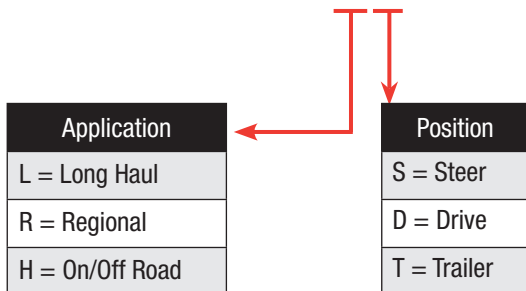 Application
L = Long Haul
R = Regional
H = On/Off Road
Position
S = Steer
D = Drive
T = Trailer